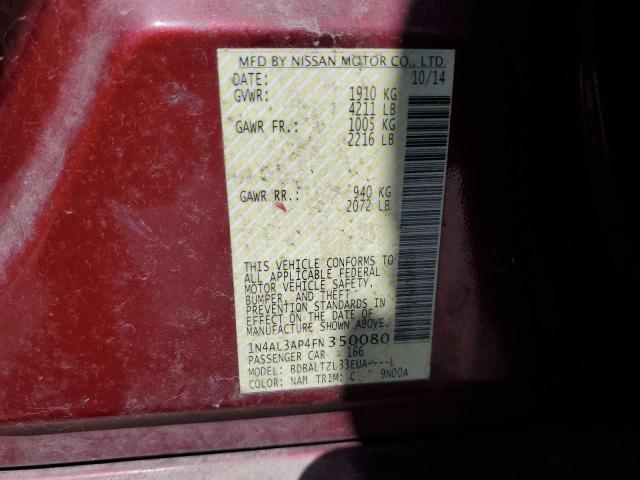 MFD BY NISSAN MOTOR CO., LTD.
DATE: 10/14
GVWR: 1910 KG
4211 LB
GAWR FR.: 1005 KG
2216 LB
GAWR RR.: 940 KG
2072 LB
THIS VEHICLE CONFORMS TO
ALL APPLICABLE FEDERAL
MOTOR VEHICLE SAFETY,
BUMPER, AND THEFT
PREVENTION STANDARDS IN
EFFECT ON THE DATE OF
MANUFACTURE SHOWN ABOVE.
1N4AL3AP4FN350080
PASSENGER CAR 166
MODEL: BDBALTZL33EUA----L
COLOR: NAH TRIM: C 9N00A